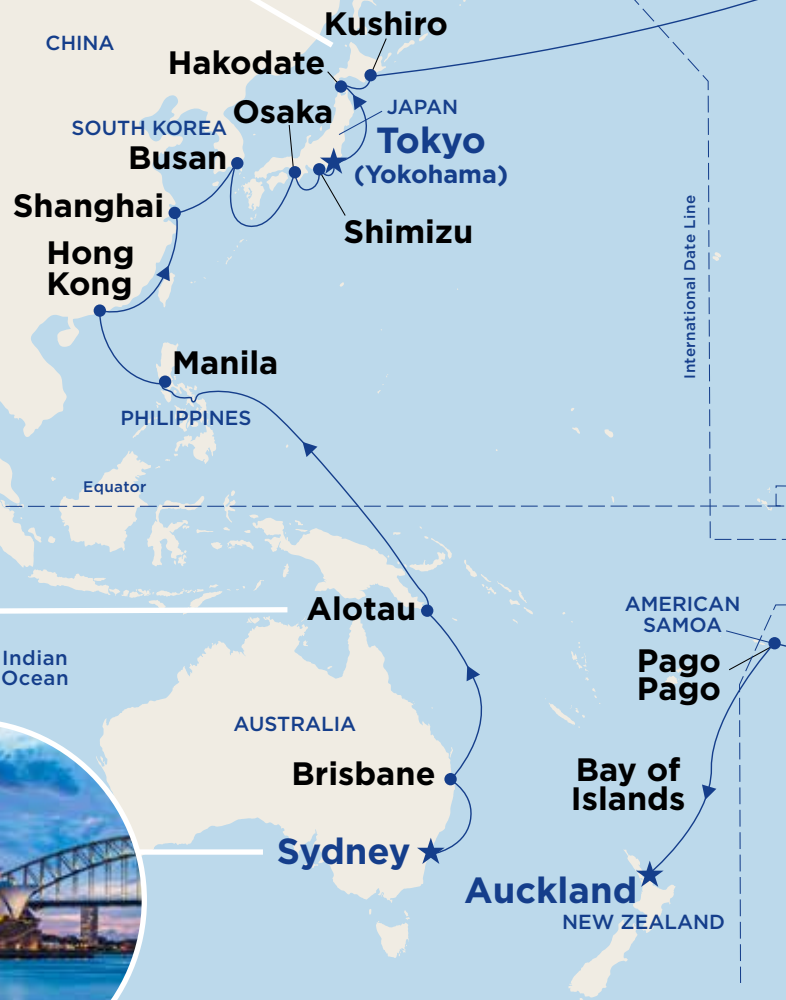 Kushiro
CHINA
Hakodate
Osaka
JAPAN
SOUTH KOREA
Tokyo
Busan
(Yokohama)
Shanghai
Shimizu
Hong
Kong
International Date Line
Manila
PHILIPPINES
Equator
Alotau
AMERICAN
SAMOA
Indian
Ocean
Pago
Pago
AUSTRALIA
Brisbane
Bay of
Islands
Sydney
Auckland
NEW ZEALAND